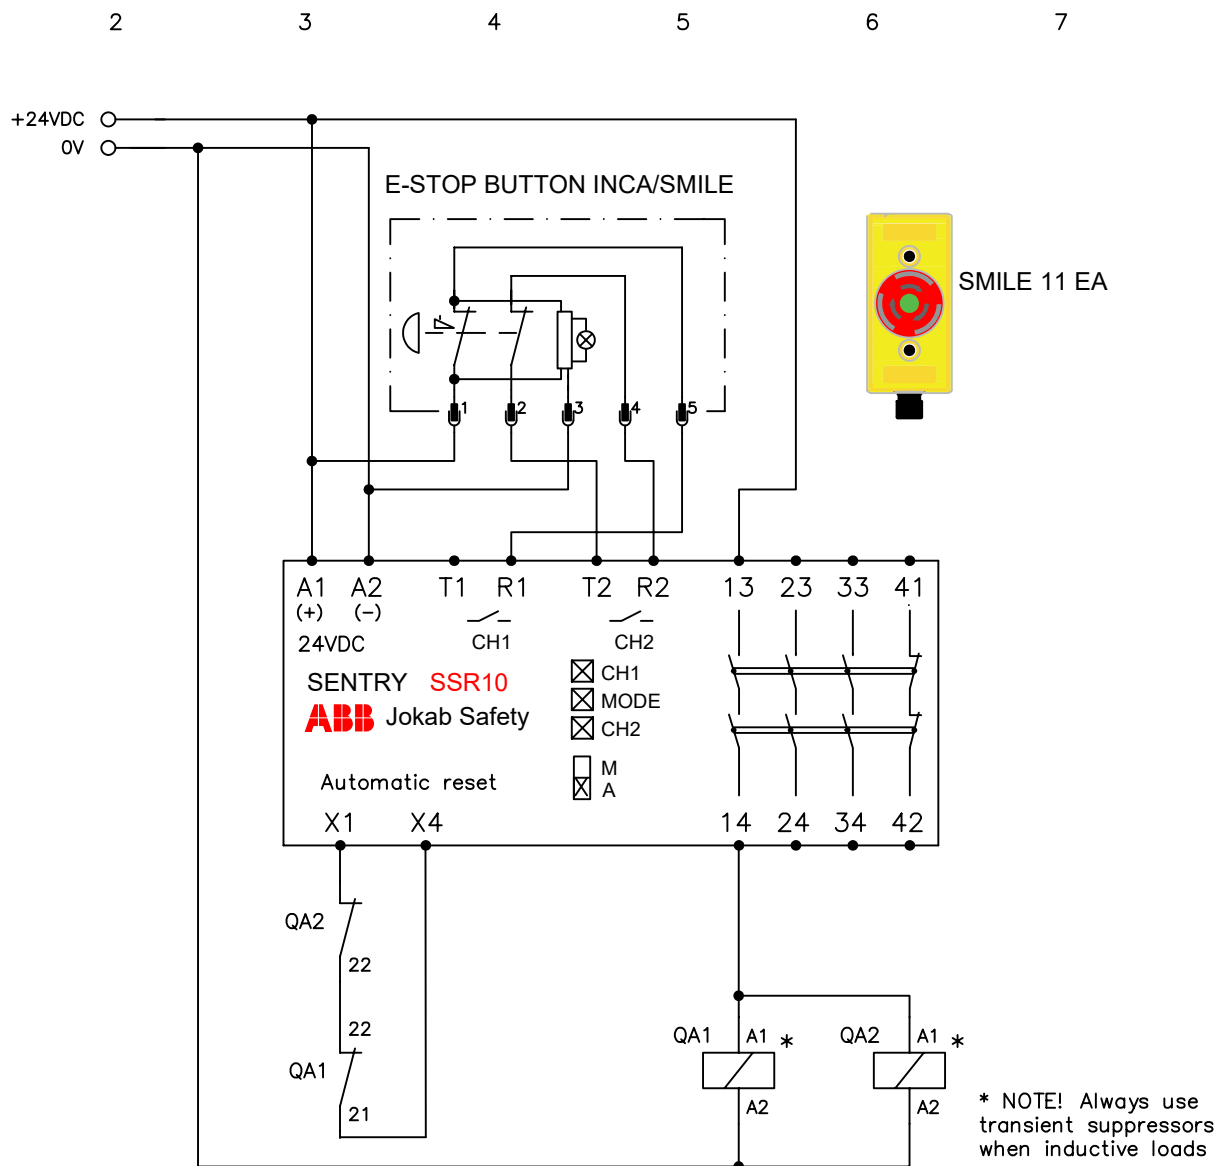 2 3 4 5 6 7
+24VDC
0V
E-STOP BUTTON INCA/SMILE
SMILE 11 EA
1 2 3 4 5
A1 A2 T1 R1 T2 R2 13 23 33 41
(+) (-)
24VDC
CH1 CH2
SENTRY SSR10
CH1
MODE
ABB Jokab Safety
CH2
M
Automatic reset
A
X1 X4 14 24 34 42
QA2
22
22
QA1
21
QA1 A1 * QA2 A1 *
A2 A2
* NOTE! Always use
transient suppressors
when inductive loads